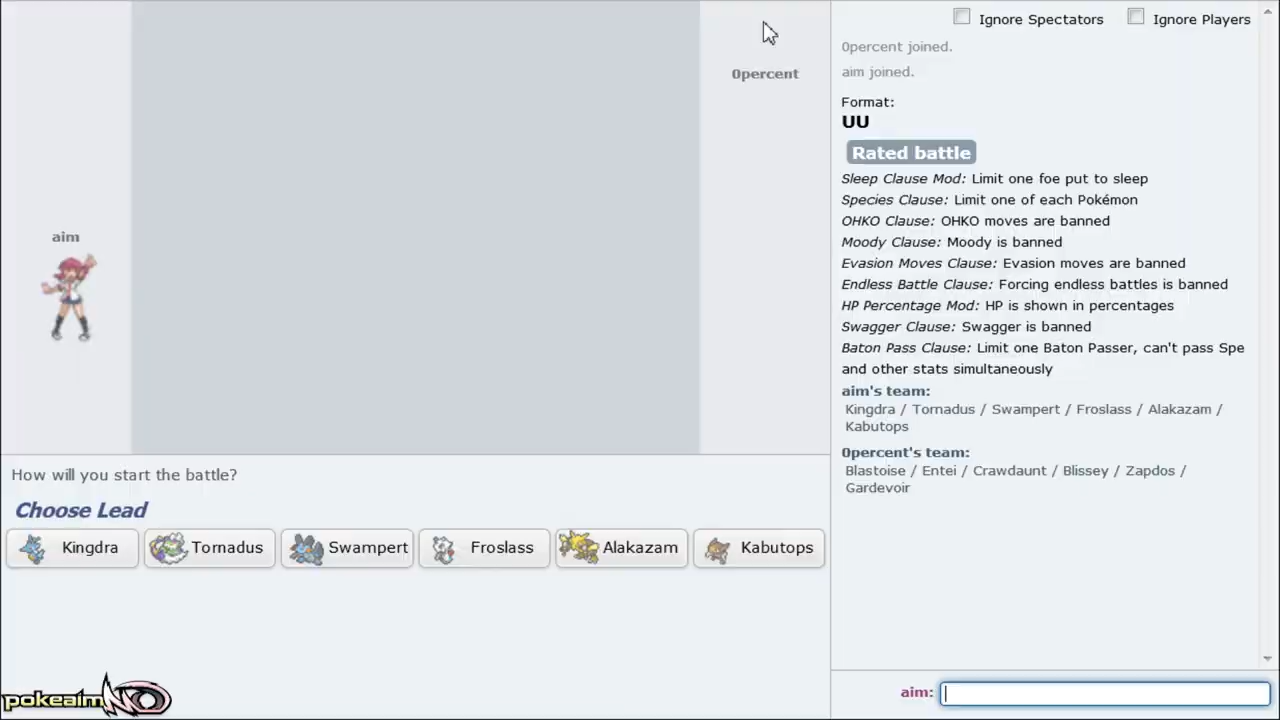 Ignore Spectators
Ignore Players
0percent joined.
aim joined.
Format:
UU
Rated battle
Sleep Clause Mod: Limit one foe put to sleep
Species Clause: Limit one of each Pokémon
OHKO Clause: OHKO moves are banned
Moody Clause: Moody is banned
Evasion Moves Clause: Evasion moves are banned
Endless Battle Clause: Forcing endless battles is banned
HP Percentage Mod: HP is shown in percentages
Swagger Clause: Swagger is banned
Baton Pass Clause: Limit one Baton Passer, can't pass Spe
and other stats simultaneously
aim's team:
Kingdra / Tornadus / Swampert / Froslass / Alakazam /
Kabutops
0percent's team:
Blastoise / Entei / Crawdaunt / Blissey / Zapdos /
Gardevoir
0percent
aim
How will you start the battle?
Choose Lead
Kingdra
Tornadus
Swampert
Froslass
Alakazam
Kabutops
aim:
pokeaimMD